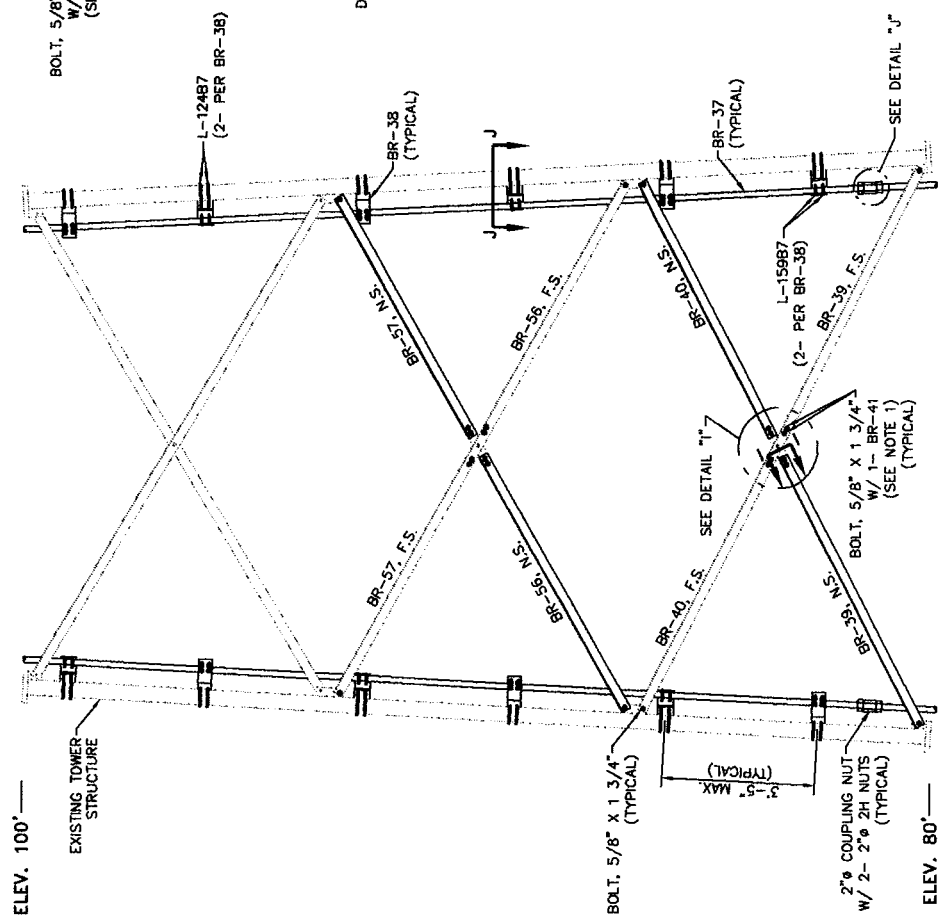 ELEV. 100'
EXISTING TOWER
STRUCTURE
BOLT, 5/8"
W/
L-124B7
(2- PER BR-38)
BR-38
(TYPICAL)
J
J
BR-57, N.S.
BR-56, F.S.
BR-57, F.S.
BR-56, N.S.
BR-37
(TYPICAL)
BR-40, N.S.
L-159B7
(2- PER BR-38)
BR-39, F.S.
SEE DETAIL "J"
SEE DETAIL "I"
BR-40, F.S.
BR-39, N.S.
BOLT, 5/8" X 1 3/4"
W/ 1- BR-41
(SEE NOTE 1)
(TYPICAL)
BOLT, 5/8" X 1 3/4"
(TYPICAL)
3'-5" MAX.
(TYPICAL)
2"ø COUPLING NUT
W/ 2- 2"ø 2H NUTS
(TYPICAL)
ELEV. 80'